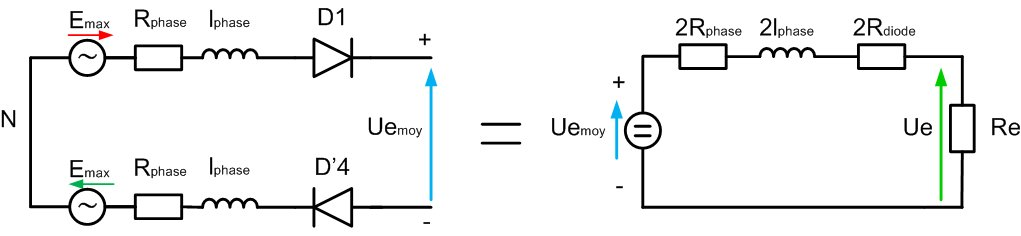 Emax Rphase lphase D1
+
N
Uemoy
Emax Rphase lphase D'4
-
=
2Rphase 2lphase 2Rdiode
+
Uemoy
-
Ue
Re